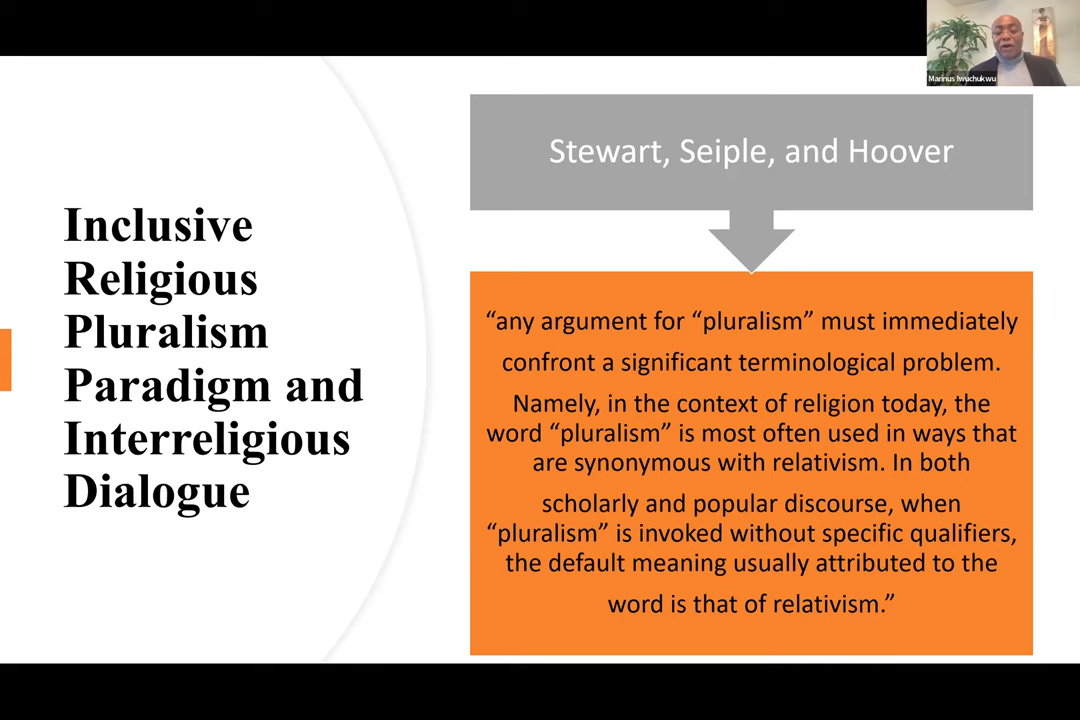 Marinus Iwuchukwu
Inclusive
Religious
Pluralism
Paradigm and
Interreligious
Dialogue
Stewart, Seiple, and Hoover
“any argument for “pluralism” must immediately
confront a significant terminological problem.
Namely, in the context of religion today, the
word “pluralism” is most often used in ways that
are synonymous with relativism. In both
scholarly and popular discourse, when
“pluralism” is invoked without specific qualifiers,
the default meaning usually attributed to the
word is that of relativism.”